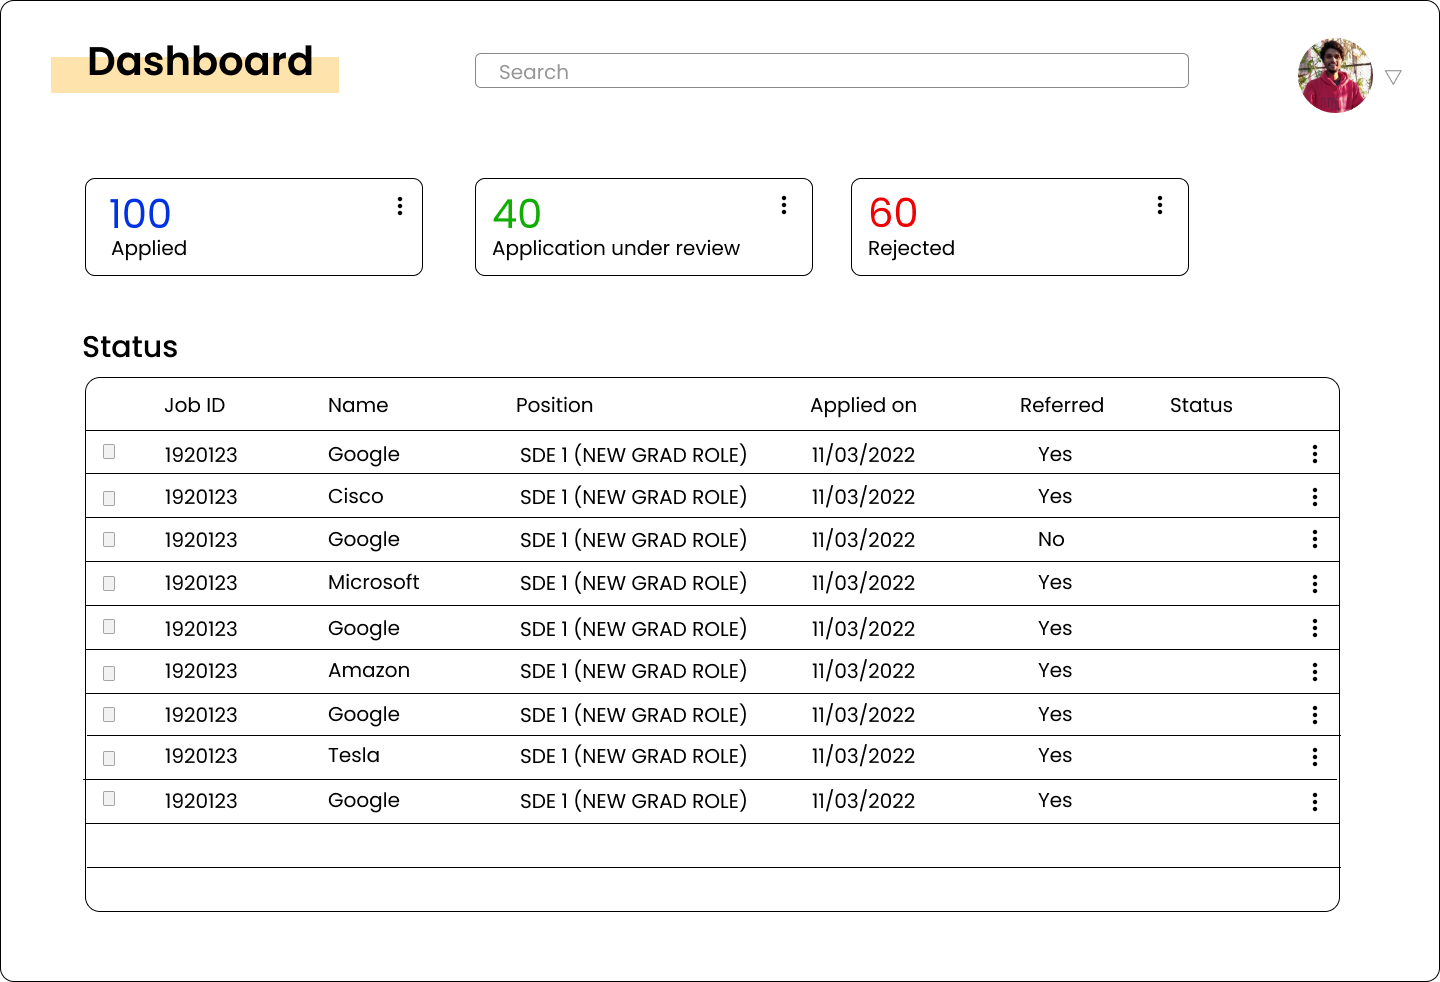 Dashboard
Search
100
Applied
40
Application under review
60
Rejected
Status
Job ID Name Position Applied on Referred Status
1920123 Google SDE 1 (NEW GRAD ROLE) 11/03/2022 Yes
1920123 Cisco SDE 1 (NEW GRAD ROLE) 11/03/2022 Yes
1920123 Google SDE 1 (NEW GRAD ROLE) 11/03/2022 No
1920123 Microsoft SDE 1 (NEW GRAD ROLE) 11/03/2022 Yes
1920123 Google SDE 1 (NEW GRAD ROLE) 11/03/2022 Yes
1920123 Amazon SDE 1 (NEW GRAD ROLE) 11/03/2022 Yes
1920123 Google SDE 1 (NEW GRAD ROLE) 11/03/2022 Yes
1920123 Tesla SDE 1 (NEW GRAD ROLE) 11/03/2022 Yes
1920123 Google SDE 1 (NEW GRAD ROLE) 11/03/2022 Yes